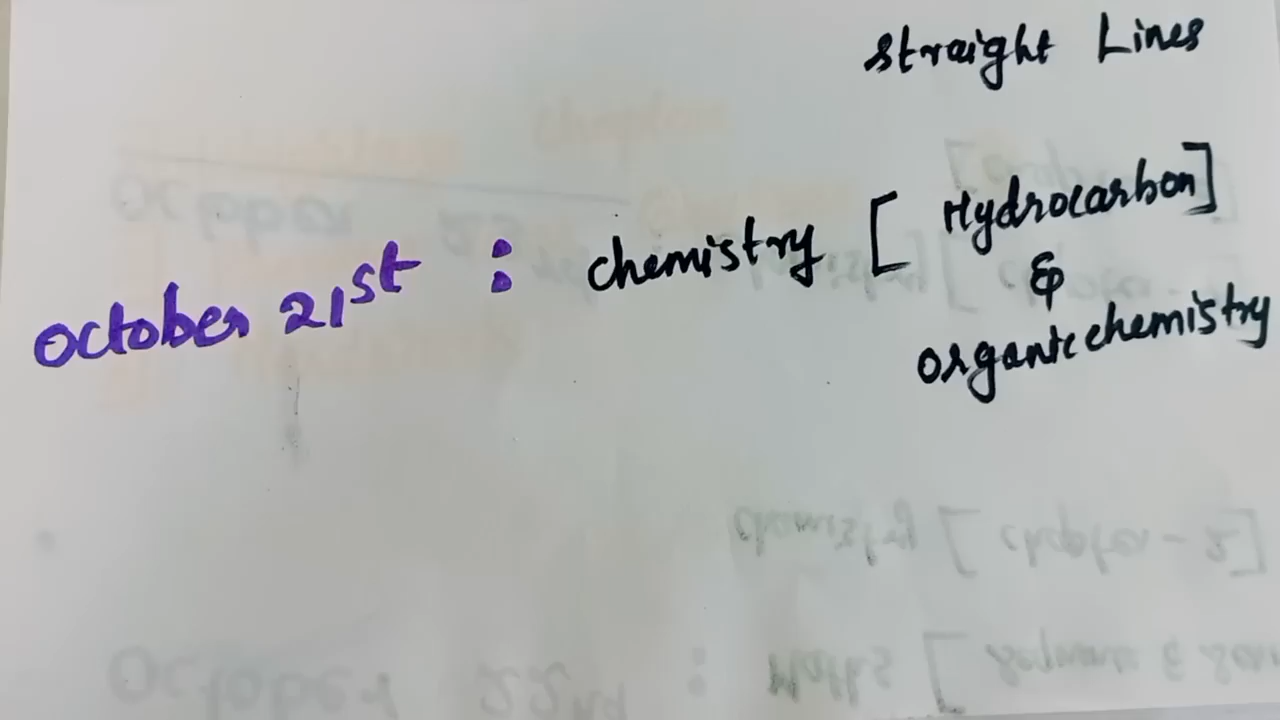 straight Lines
October 21st : chemistry [ Hydrocarbon]
&
organic chemistry